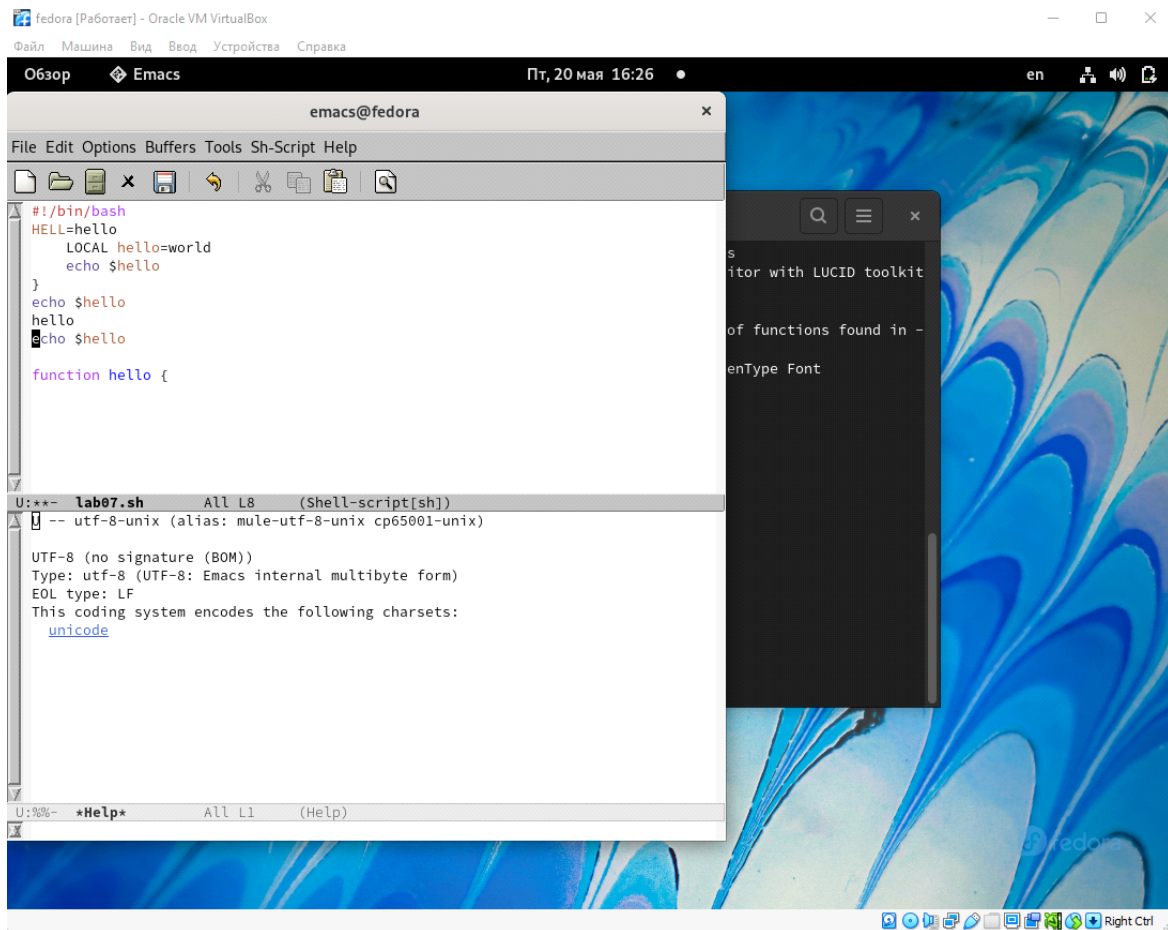 fedora [Работает] - Oracle VM VirtualBox
Файл Машина Вид Ввод Устройства Справка
Обзор Emacs Пт, 20 мая 16:26 en
emacs@fedora
File Edit Options Buffers Tools Sh-Script Help
#!/bin/bash
HELL=hello
    LOCAL hello=world
    echo $hello
}
echo $hello
hello
echo $hello
function hello {
U:**- lab07.sh All L8 (Shell-script[sh])
U -- utf-8-unix (alias: mule-utf-8-unix cp65001-unix)
UTF-8 (no signature (BOM))
Type: utf-8 (UTF-8: Emacs internal multibyte form)
EOL type: LF
This coding system encodes the following charsets:
  unicode
U:%%- *Help* All L1 (Help)
s
itor with LUCID toolkit
of functions found in -
enType Font
fedora
Right Ctrl